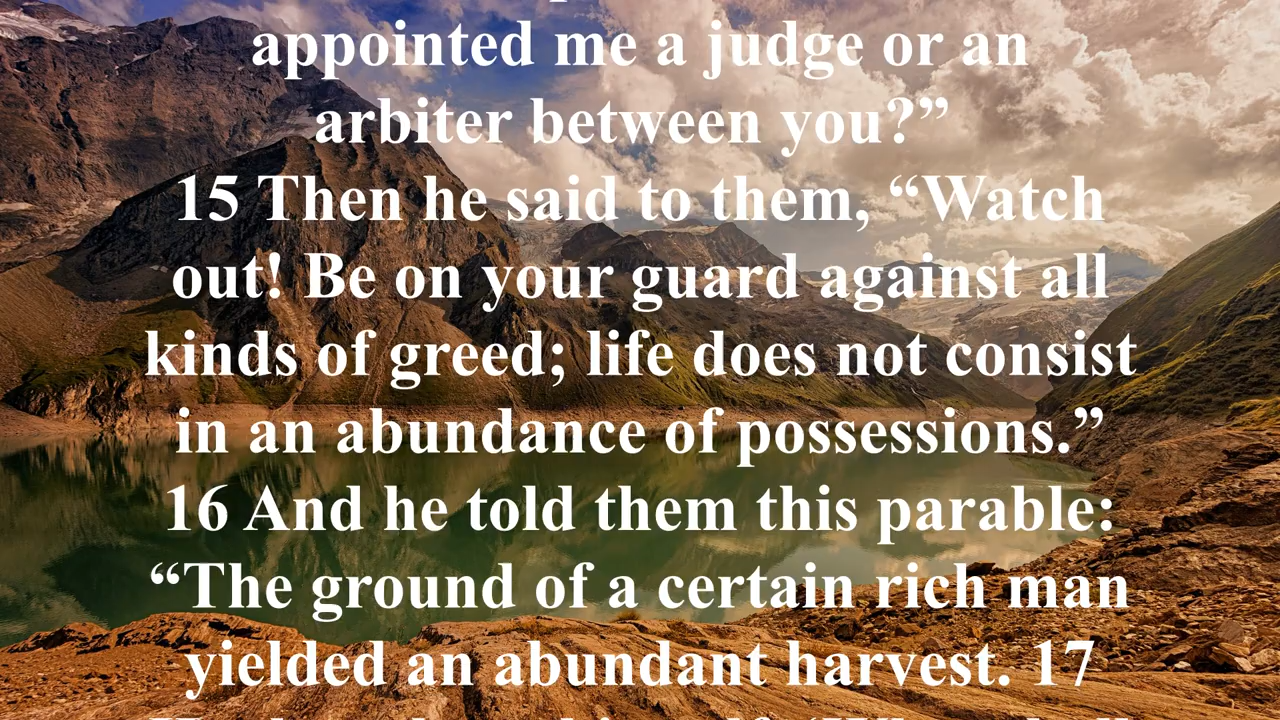 appointed me a judge or an
arbiter between you?”
15 Then he said to them, “Watch
out! Be on your guard against all
kinds of greed; life does not consist
in an abundance of possessions.”
16 And he told them this parable:
“The ground of a certain rich man
yielded an abundant harvest. 17